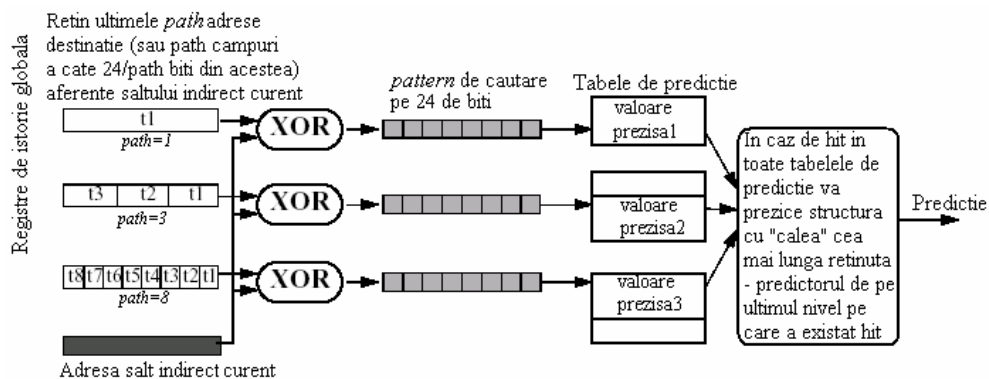 Registre de istorie globala
Retin ultimele path adrese
destinatie (sau path campuri
a cate 24/path biti din acestea)
aferente saltului indirect curent
t1
path=1
XOR
pattern de cautare
pe 24 de biti
Tabele de predictie
valoare
prezisa1
t3 t2 t1
path=3
XOR
valoare
prezisa2
t8 t7 t6 t5 t4 t3 t2 t1
path=8
XOR
valoare
prezisa3
In caz de hit in
toate tabelele de
predictie va
prezice structura
cu "calea" cea
mai lunga retinuta
- predictorul de pe
ultimul nivel pe
care a existat hit
Predictie
Adresa salt indirect curent